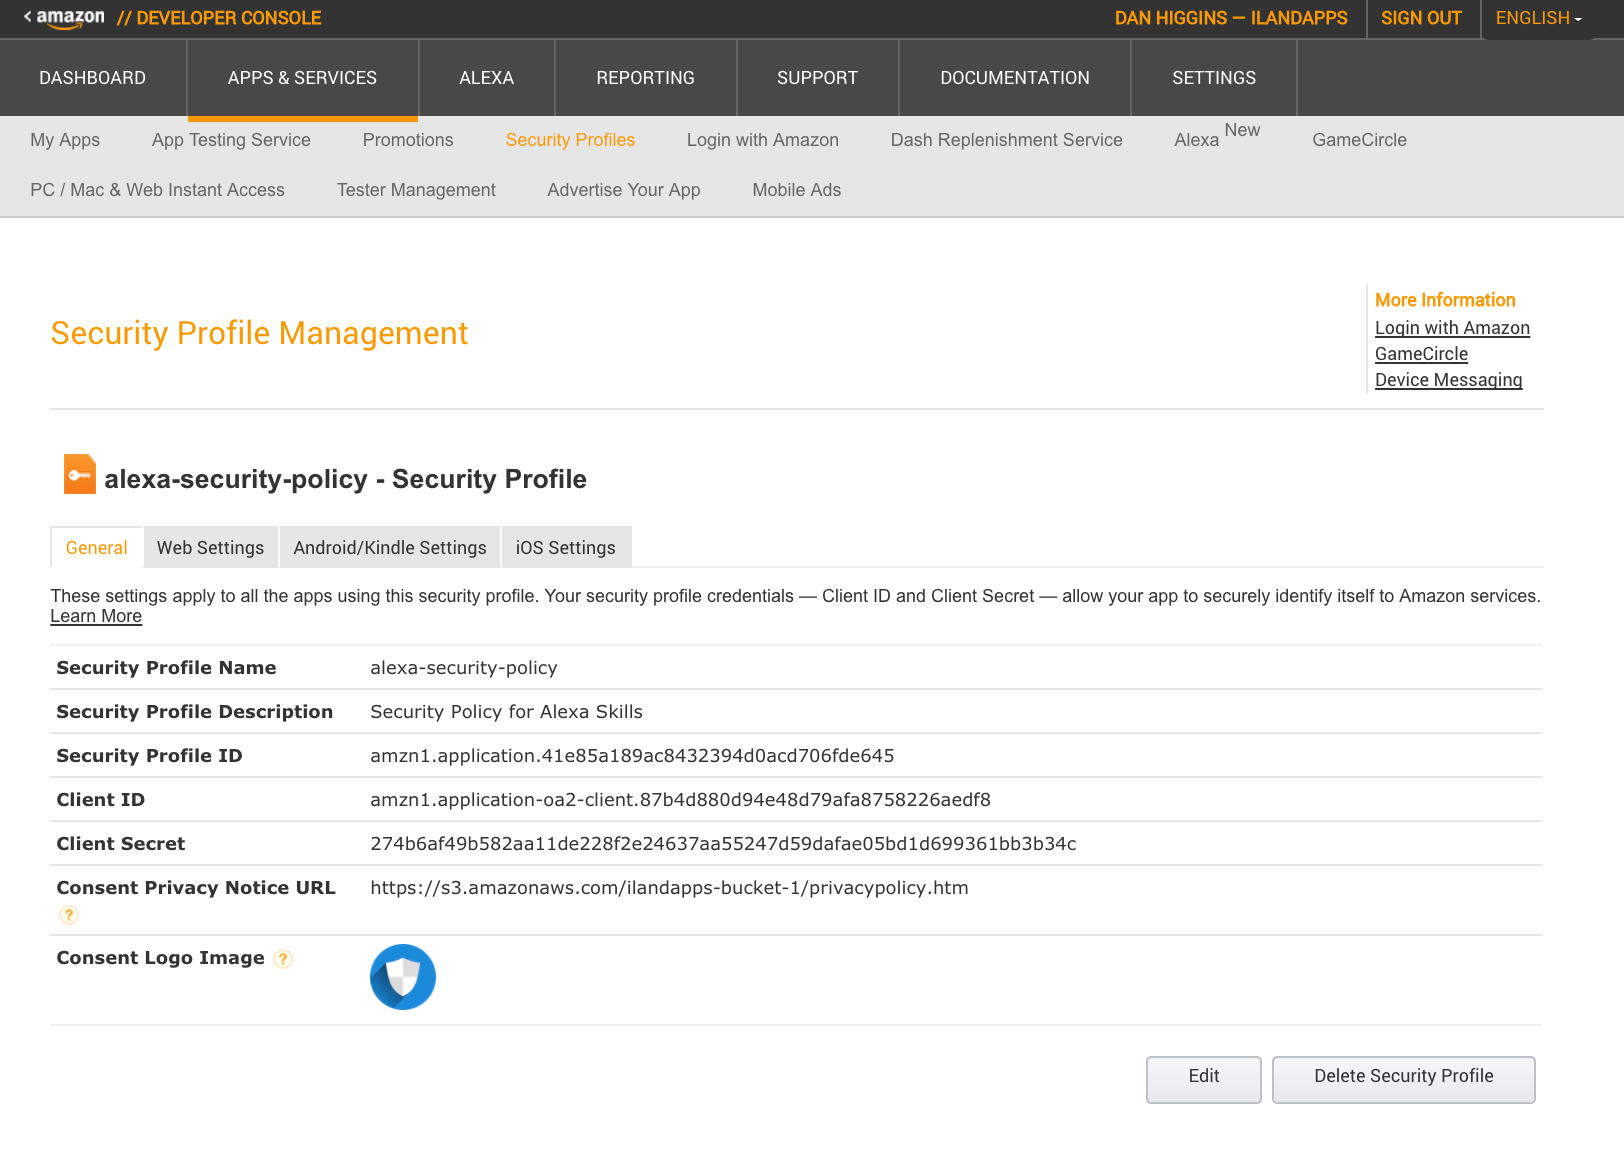 amazon // DEVELOPER CONSOLE DAN HIGGINS — ILANDAPPS SIGN OUT ENGLISH
DASHBOARD APPS & SERVICES ALEXA REPORTING SUPPORT DOCUMENTATION SETTINGS
My Apps App Testing Service Promotions Security Profiles Login with Amazon Dash Replenishment Service Alexa New GameCircle
PC / Mac & Web Instant Access Tester Management Advertise Your App Mobile Ads
Security Profile Management
More Information
Login with Amazon
GameCircle
Device Messaging
alexa-security-policy - Security Profile
General Web Settings Android/Kindle Settings iOS Settings
These settings apply to all the apps using this security profile. Your security profile credentials — Client ID and Client Secret — allow your app to securely identify itself to Amazon services.
Learn More
Security Profile Name alexa-security-policy
Security Profile Description Security Policy for Alexa Skills
Security Profile ID amzn1.application.41e85a189ac8432394d0acd706fde645
Client ID amzn1.application-oa2-client.87b4d880d94e48d79afa8758226aedf8
Client Secret 274b6af49b582aa11de228f2e24637aa55247d59dafae05bd1d699361bb3b34c
Consent Privacy Notice URL https://s3.amazonaws.com/ilandapps-bucket-1/privacypolicy.htm
?
Consent Logo Image ?
Edit Delete Security Profile